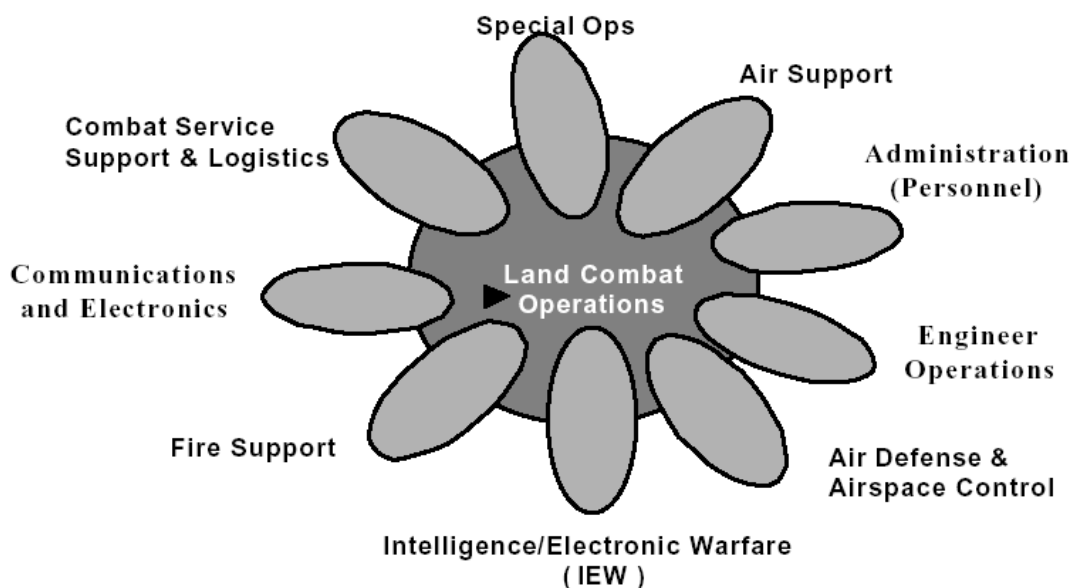 Special Ops
Air Support
Combat Service
Support & Logistics
Administration
(Personnel)
Communications
and Electronics
Land Combat
Operations
Engineer
Operations
Fire Support
Air Defense &
Airspace Control
Intelligence/Electronic Warfare
( IEW )